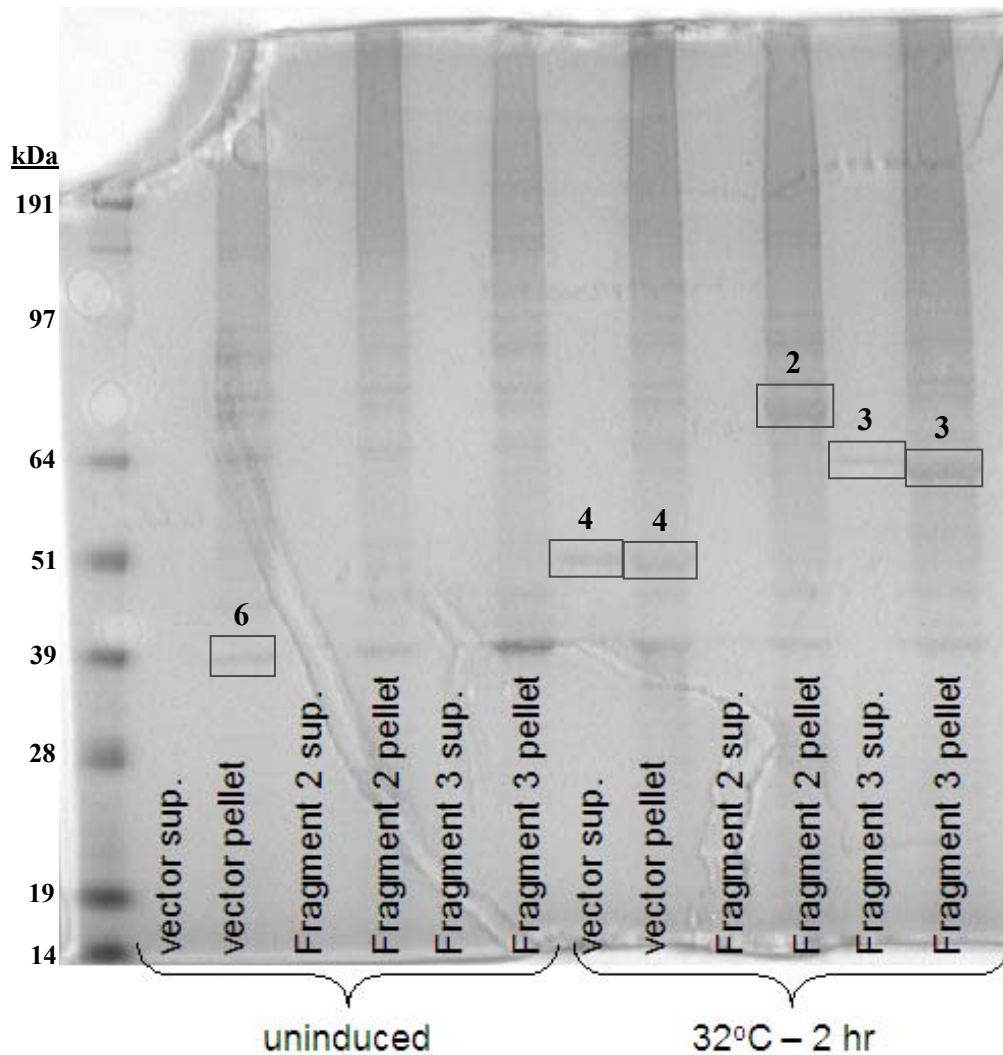 kDa
191
97
64
51
39
28
19
14
2
3
3
4
4
6
vector sup.
vector pellet
Fragment 2 sup.
Fragment 2 pellet
Fragment 3 sup.
Fragment 3 pellet
vector sup.
vector pellet
Fragment 2 sup.
Fragment 2 pellet
Fragment 3 sup.
Fragment 3 pellet
uninduced
32°C – 2 hr